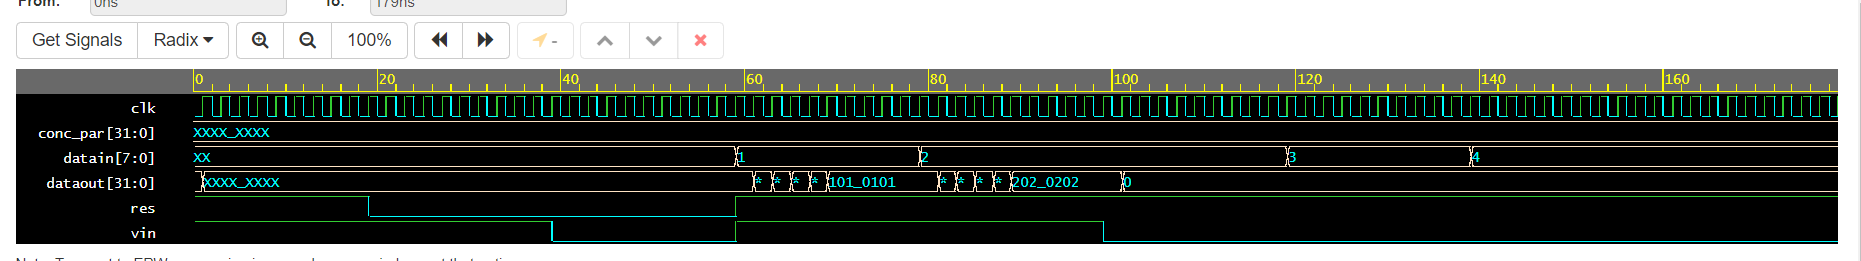 From: 0ns To: 179ns
Get Signals Radix 100% -
0 20 40 60 80 100 120 140 160
clk
conc_par[31:0] XXXX_XXXX
datain[7:0] XX 1 2 3 4
dataout[31:0] XXXX_XXXX * * * * 101_0101 * * * * 202_0202 0
res
vin